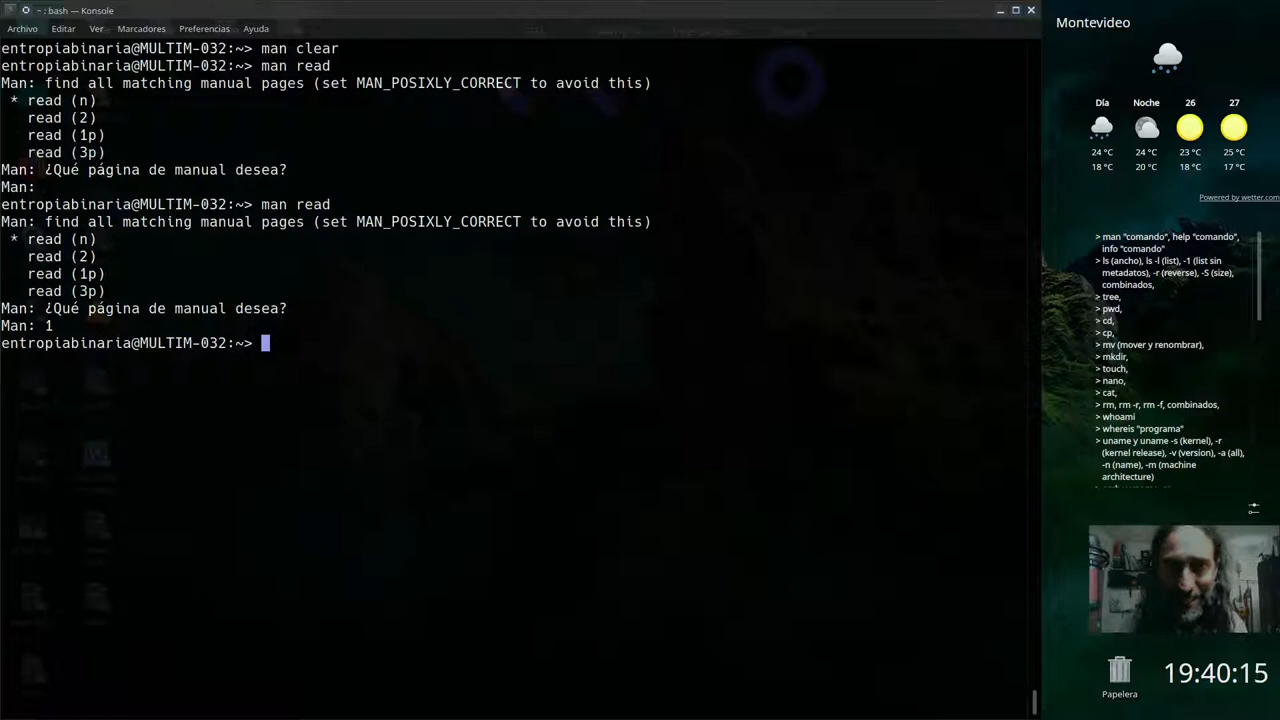 ~ : bash — Konsole
Archivo Editar Ver Marcadores Preferencias Ayuda
entropiabinaria@MULTIM-032:~> man clear
entropiabinaria@MULTIM-032:~> man read
Man: find all matching manual pages (set MAN_POSIXLY_CORRECT to avoid this)
* read (n)
read (2)
read (1p)
read (3p)
Man: ¿Qué página de manual desea?
Man:
entropiabinaria@MULTIM-032:~> man read
Man: find all matching manual pages (set MAN_POSIXLY_CORRECT to avoid this)
* read (n)
read (2)
read (1p)
read (3p)
Man: ¿Qué página de manual desea?
Man: 1
entropiabinaria@MULTIM-032:~>
Montevideo
Día Noche 26 27
24 °C 24 °C 23 °C 25 °C
18 °C 20 °C 18 °C 17 °C
Powered by wetter.com
> man "comando", help "comando",
info "comando"
> ls (ancho), ls -l (list), -1 (list sin
metadatos), -r (reverse), -S (size),
combinados,
> tree,
> pwd,
> cd,
> cp,
> mv (mover y renombrar),
> mkdir,
> touch,
> nano,
> cat,
> rm, rm -r, rm -f, combinados,
> whoami
> whereis "programa"
> uname y uname -s (kernel), -r
(kernel release), -v (version), -a (all),
-n (name), -m (machine
architecture)
Papelera
19:40:15